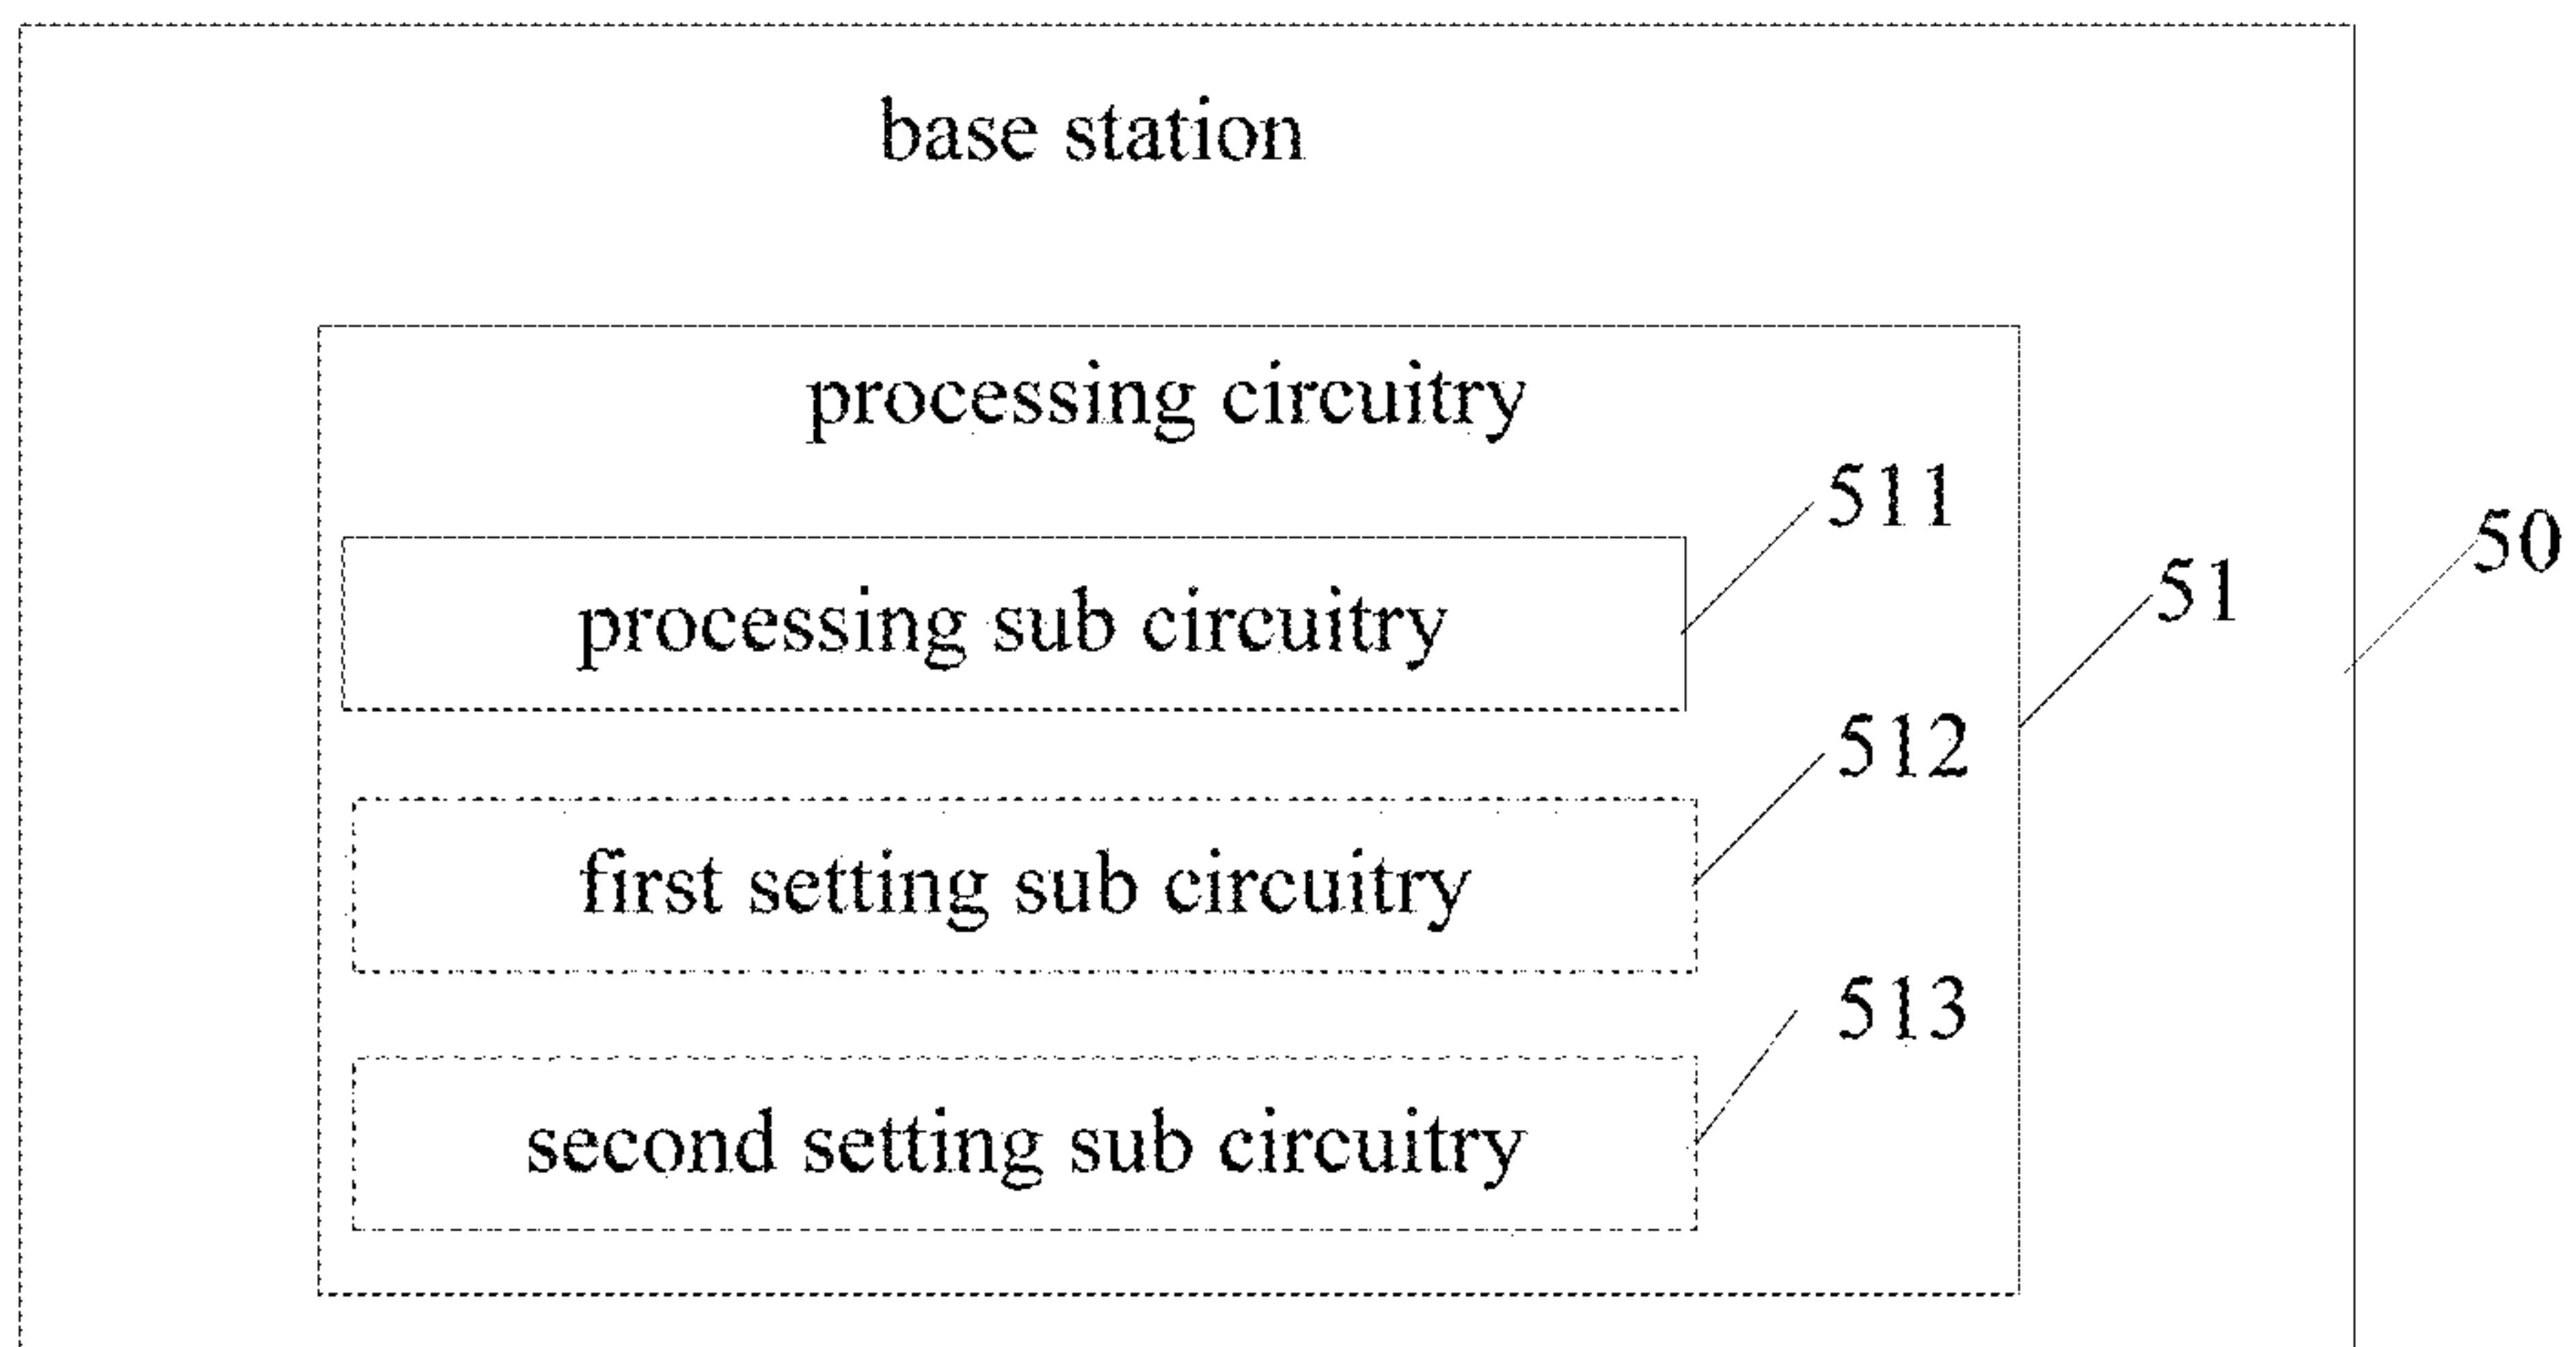 base station
processing circuitry
511
50
processing sub circuitry
51
512
first setting sub circuitry
513
second setting sub circuitry